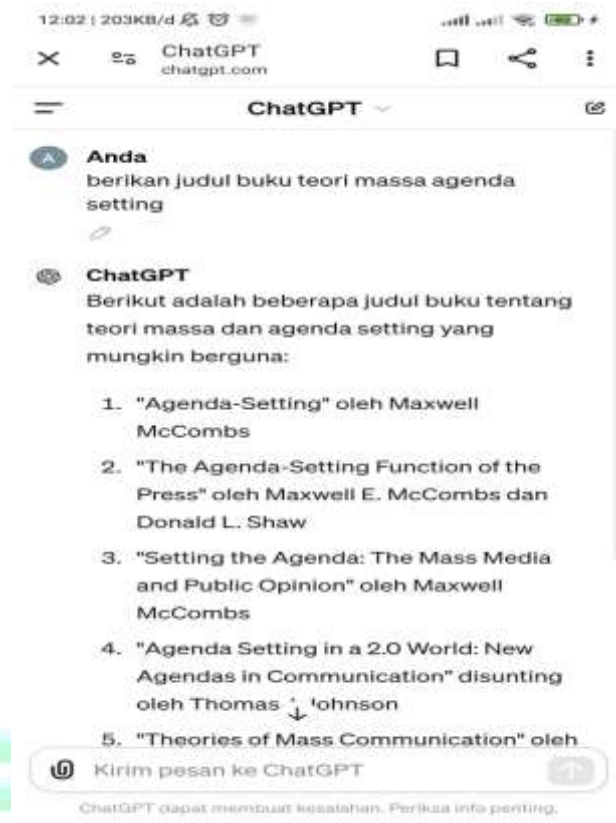 12:02 | 203KB/d
ChatGPT
chatgpt.com
ChatGPT
A
Anda
berikan judul buku teori massa agenda
setting
ChatGPT
Berikut adalah beberapa judul buku tentang
teori massa dan agenda setting yang
mungkin berguna:
1. "Agenda-Setting" oleh Maxwell
McCombs
2. "The Agenda-Setting Function of the
Press" oleh Maxwell E. McCombs dan
Donald L. Shaw
3. "Setting the Agenda: The Mass Media
and Public Opinion" oleh Maxwell
McCombs
4. "Agenda Setting in a 2.0 World: New
Agendas in Communication" disunting
oleh Thomas Johnson
5. "Theories of Mass Communication" oleh
Kirim pesan ke ChatGPT
ChatGPT dapat membuat kesalahan. Periksa info penting.